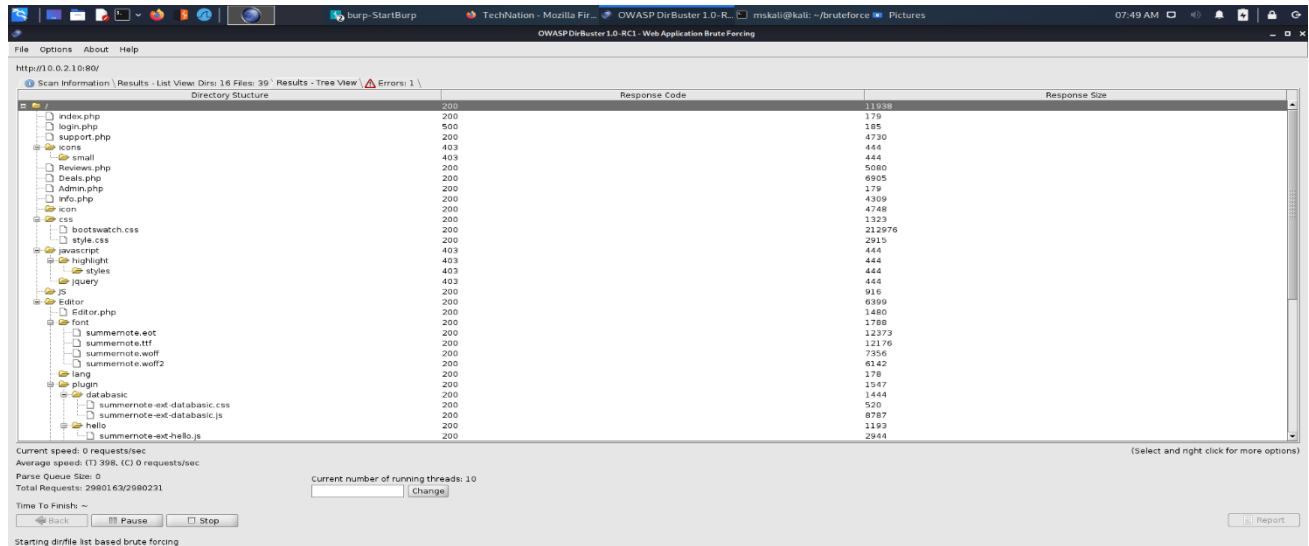 burp-StartBurp TechNation - Mozilla Fir... OWASP DirBuster 1.0-R... mskali@kali: ~/bruteforce Pictures 07:49 AM
OWASP DirBuster 1.0-RC1 - Web Application Brute Forcing
File Options About Help
http://10.0.2.10:80/
Scan Information \ Results - List View: Dirs: 16 Files: 39 \ Results - Tree View \ Errors: 1 \
Directory Stucture Response Code Response Size
/ 200 11938
index.php 200 179
login.php 500 185
support.php 200 4730
icons 403 444
small 403 444
Reviews.php 200 5080
Deals.php 200 6905
Admin.php 200 179
Info.php 200 4309
icon 200 4748
css 200 1323
bootswatch.css 200 212976
style.css 200 2915
javascript 403 444
highlight 403 444
styles 403 444
jquery 403 444
JS 200 916
Editor 200 6399
Editor.php 200 1480
font 200 1788
summernote.eot 200 12373
summernote.ttf 200 12176
summernote.woff 200 7356
summernote.woff2 200 6142
lang 200 178
plugin 200 1547
databasic 200 1444
summernote-ext-databasic.css 200 520
summernote-ext-databasic.js 200 8787
hello 200 1193
summernote-ext-hello.js 200 2944
Current speed: 0 requests/sec (Select and right click for more options)
Average speed: (T) 398, (C) 0 requests/sec
Parse Queue Size: 0 Current number of running threads: 10
Total Requests: 2980163/2980231 Change
Time To Finish: ~
Back Pause Stop Report
Starting dir/file list based brute forcing